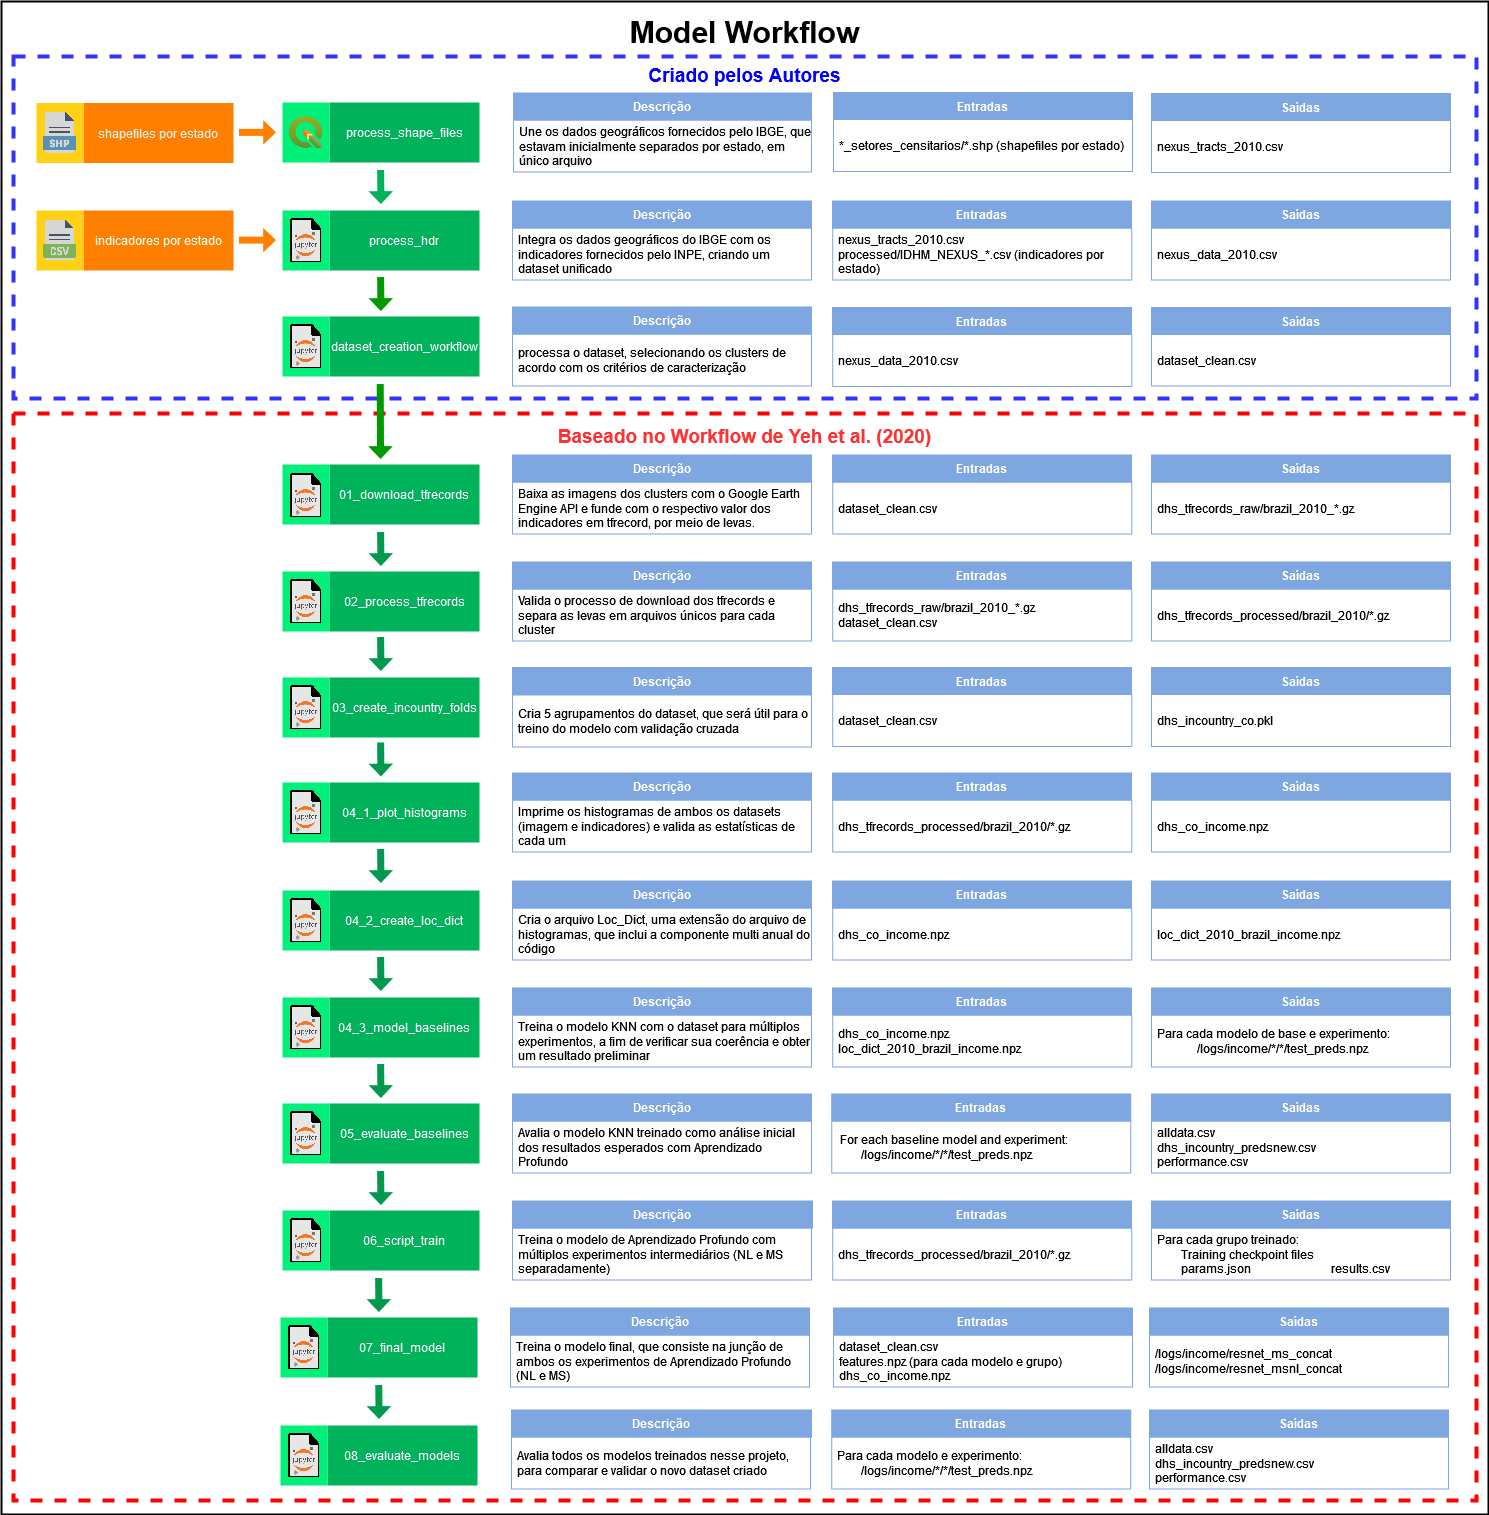 Model Workflow
Criado pelos Autores
SHP
shapefiles por estado
process_shape_files
Descrição
Une os dados geográficos fornecidos pelo IBGE, que
estavam inicialmente separados por estado, em
único arquivo
Entradas
*_setores_censitarios/*.shp (shapefiles por estado)
Saídas
nexus_tracts_2010.csv
CSV
indicadores por estado
jupyter
process_hdr
Descrição
Integra os dados geográficos do IBGE com os
indicadores fornecidos pelo INPE, criando um
dataset unificado
Entradas
nexus_tracts_2010.csv
processed/IDHM_NEXUS_*.csv (indicadores por
estado)
Saídas
nexus_data_2010.csv
jupyter
dataset_creation_workflow
Descrição
processa o dataset, selecionando os clusters de
acordo com os critérios de caracterização
Entradas
nexus_data_2010.csv
Saídas
dataset_clean.csv
Baseado no Workflow de Yeh et al. (2020)
jupyter
01_download_tfrecords
Descrição
Baixa as imagens dos clusters com o Google Earth
Engine API e funde com o respectivo valor dos
indicadores em tfrecord, por meio de levas.
Entradas
dataset_clean.csv
Saídas
dhs_tfrecords_raw/brazil_2010_*.gz
jupyter
02_process_tfrecords
Descrição
Valida o processo de download dos tfrecords e
separa as levas em arquivos únicos para cada
cluster
Entradas
dhs_tfrecords_raw/brazil_2010_*.gz
dataset_clean.csv
Saídas
dhs_tfrecords_processed/brazil_2010/*.gz
jupyter
03_create_incountry_folds
Descrição
Cria 5 agrupamentos do dataset, que será útil para o
treino do modelo com validação cruzada
Entradas
dataset_clean.csv
Saídas
dhs_incountry_co.pkl
jupyter
04_1_plot_histograms
Descrição
Imprime os histogramas de ambos os datasets
(imagem e indicadores) e valida as estatísticas de
cada um
Entradas
dhs_tfrecords_processed/brazil_2010/*.gz
Saídas
dhs_co_income.npz
jupyter
04_2_create_loc_dict
Descrição
Cria o arquivo Loc_Dict, uma extensão do arquivo de
histogramas, que inclui a componente multi anual do
código
Entradas
dhs_co_income.npz
Saídas
loc_dict_2010_brazil_income.npz
jupyter
04_3_model_baselines
Descrição
Treina o modelo KNN com o dataset para múltiplos
experimentos, a fim de verificar sua coerência e obter
um resultado preliminar
Entradas
dhs_co_income.npz
loc_dict_2010_brazil_income.npz
Saídas
Para cada modelo de base e experimento:
/logs/income/*/*/test_preds.npz
jupyter
05_evaluate_baselines
Descrição
Avalia o modelo KNN treinado como análise inicial
dos resultados esperados com Aprendizado
Profundo
Entradas
For each baseline model and experiment:
/logs/income/*/*/test_preds.npz
Saídas
alldata.csv
dhs_incountry_predsnew.csv
performance.csv
jupyter
06_script_train
Descrição
Treina o modelo de Aprendizado Profundo com
múltiplos experimentos intermediários (NL e MS
separadamente)
Entradas
dhs_tfrecords_processed/brazil_2010/*.gz
Saídas
Para cada grupo treinado:
Training checkpoint files
params.json results.csv
jupyter
07_final_model
Descrição
Treina o modelo final, que consiste na junção de
ambos os experimentos de Aprendizado Profundo
(NL e MS)
Entradas
dataset_clean.csv
features.npz (para cada modelo e grupo)
dhs_co_income.npz
Saídas
/logs/income/resnet_ms_concat
/logs/income/resnet_msnl_concat
jupyter
08_evaluate_models
Descrição
Avalia todos os modelos treinados nesse projeto,
para comparar e validar o novo dataset criado
Entradas
Para cada modelo e experimento:
/logs/income/*/*/test_preds.npz
Saídas
alldata.csv
dhs_incountry_predsnew.csv
performance.csv